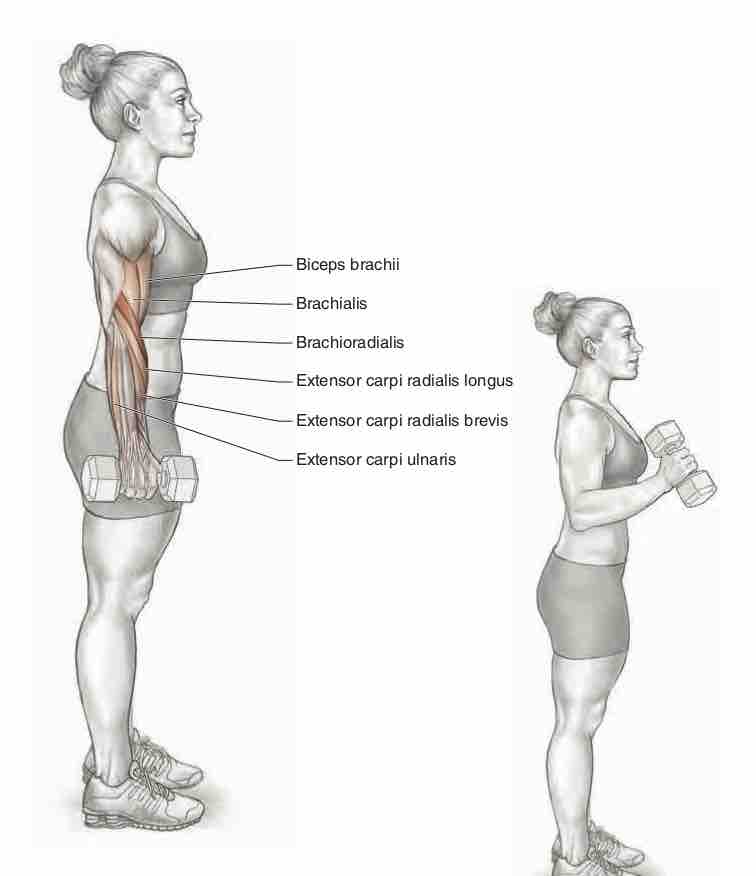 Biceps brachii
Brachialis
Brachioradialis
Extensor carpi radialis longus
Extensor carpi radialis brevis
Extensor carpi ulnaris